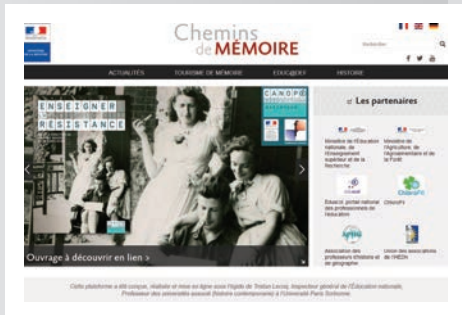 Chemins
de MÉMOIRE
Rechercher
ACTUALITÉS TOURISME DE MÉMOIRE EDUC@DEF HISTOIRE
ENSEIGNER
LA
RÉSISTANCE
CANOPÉ
Ouvrage à découvrir en lien >
Les partenaires
Ministère de l'Éducation
nationale, de
l'Enseignement
supérieur et de la
Recherche
Ministère de
l'Agriculture, de
l'Agroalimentaire et de
la Forêt
Éduscol, portail national
des professionnels de
l'éducation
ChloroFil
Association des
professeurs d'histoire et
de géographie
Union des associations
de l'IHEDN
Cette plateforme a été conçue, réalisée et mise en ligne sous l'égide de Tristan Lecoq, inspecteur général de l'Éducation nationale,
Professeur des universités associé (histoire contemporaine) à l'Université Paris Sorbonne.